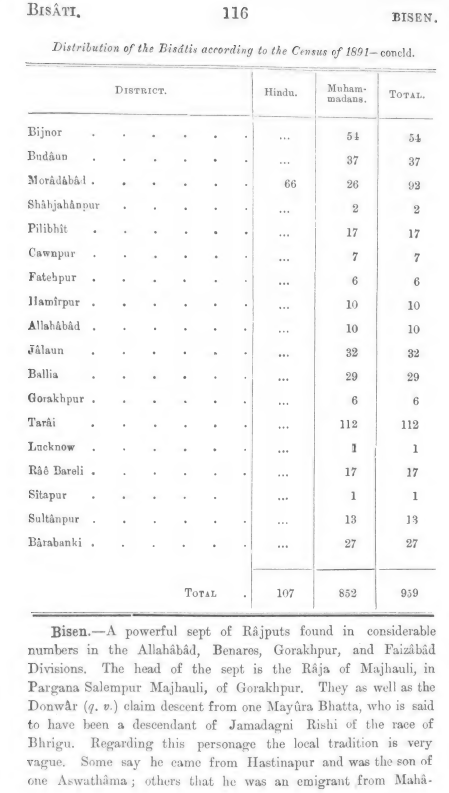 BISÂTI. 116 BISEN.
Distribution of the Bisâtis according to the Census of 1891—concld.
DISTRICT. Hindu. Muham-madans. TOTAL.
Bijnor . . . . . . ... 54 54
Budâun . . . . . ... 37 37
Morâdâbâd . . . . . . 66 26 92
Shâhjahânpur . . . . . ... 2 2
Pilibhît . . . . . . ... 17 17
Cawnpur . . . . . . ... 7 7
Fatehpur . . . . . . ... 6 6
Hamîrpur . . . . . . ... 10 10
Allahâbâd . . . . . . ... 10 10
Jâlaun . . . . . . ... 32 32
Ballia . . . . . . ... 29 29
Gorakhpur . . . . . . ... 6 6
Tarâi . . . . . . ... 112 112
Lucknow . . . . . . ... 1 1
Râê Bareli . . . . . . ... 17 17
Sîtapur . . . . . ... 1 1
Sultânpur . . . . . . ... 13 13
Bârabanki . . . . . . ... 27 27
TOTAL . 107 852 959
Bisen.—A powerful sept of Râjputs found in considerable
numbers in the Allahâbâd, Benares, Gorakhpur, and Faizâbâd
Divisions. The head of the sept is the Râja of Majhauli, in
Pargana Salempur Majhauli, of Gorakhpur. They as well as the
Donwâr (q. v.) claim descent from one Mayûra Bhatta, who is said
to have been a descendant of Jamadagni Rishi of the race of
Bhrigu. Regarding this personage the local tradition is very
vague. Some say he came from Hastinapur and was the son of
one Aswathâma; others that he was an emigrant from Mahâ-